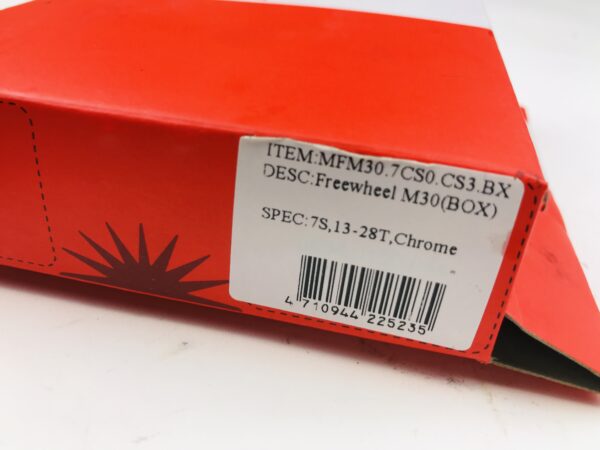 ITEM:MFM30.7CS0.CS3.BX
DESC:Freewheel M30(BOX)
SPEC:7S,13-28T,Chrome
4 710944 225235